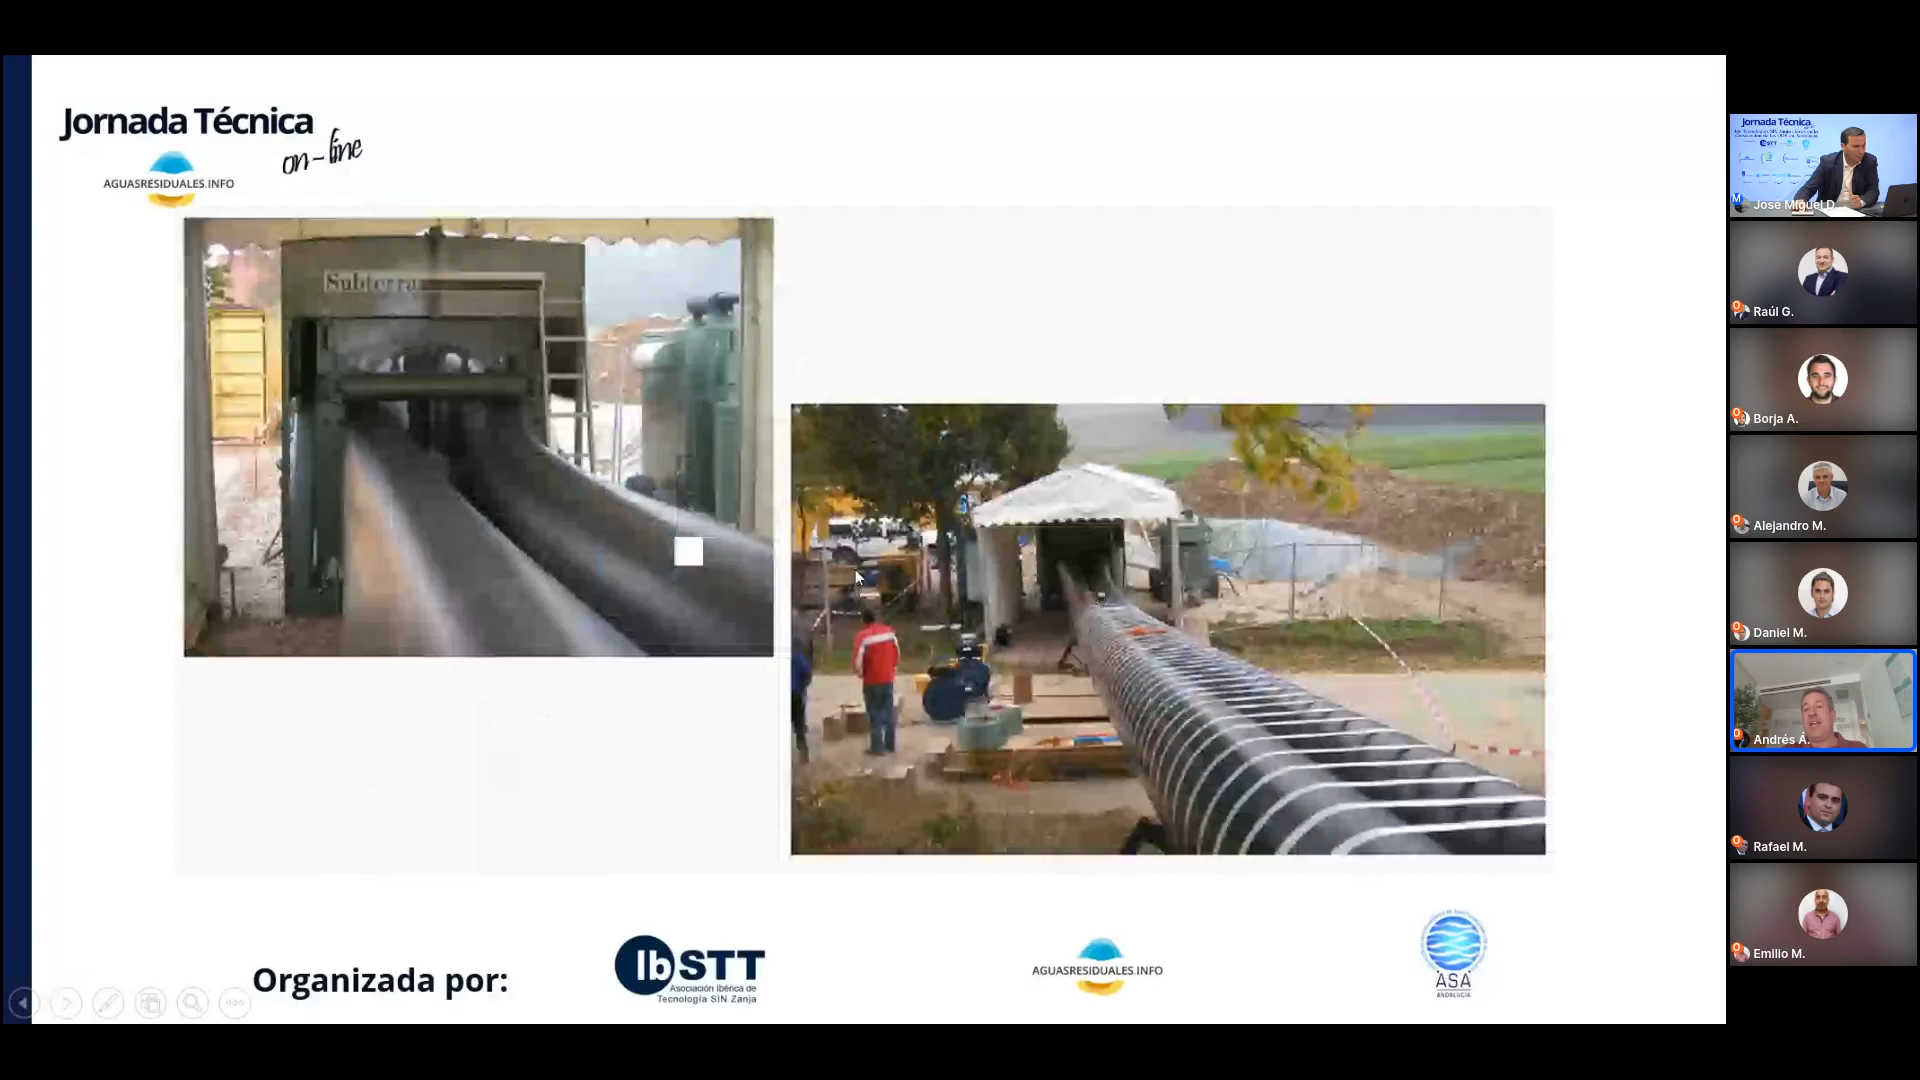 Jornada Técnica
on-line
AGUASRESIDUALES.INFO
Subterra
Organizada por:
IbSTT
Asociación Ibérica de
Tecnología SIN Zanja
AGUASRESIDUALES.INFO
ASA
ANDALUCÍA
Jornada Técnica
IbSTT
José Miguel D.
Raúl G.
Borja A.
Alejandro M.
Daniel M.
Andrés Á.
Rafael M.
Emilio M.